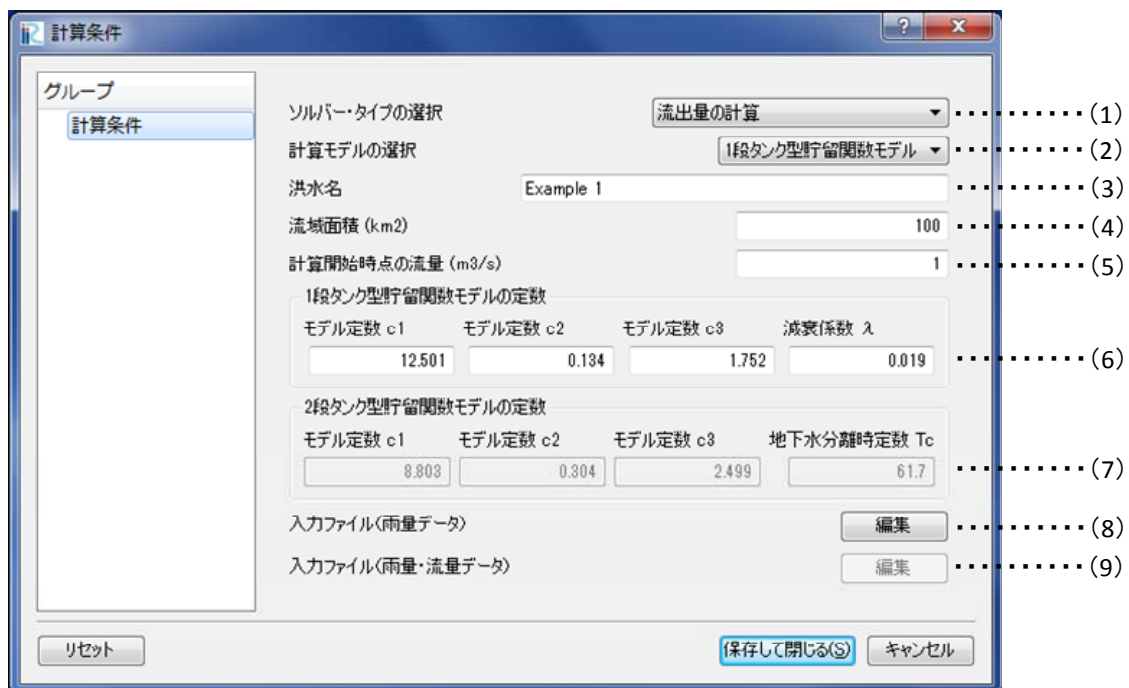 計算条件
グループ
計算条件
ソルバー・タイプの選択 流出量の計算 ・・・・・・・・・・(1)
計算モデルの選択 1段タンク型貯留関数モデル ・・・・・・・・・・(2)
洪水名 Example 1 ・・・・・・・・・・(3)
流域面積 (km2) 100 ・・・・・・・・・・(4)
計算開始時点の流量 (m3/s) 1 ・・・・・・・・・・(5)
1段タンク型貯留関数モデルの定数
モデル定数 c1 モデル定数 c2 モデル定数 c3 減衰係数 λ
12.501 0.134 1.752 0.019 ・・・・・・・・・・(6)
2段タンク型貯留関数モデルの定数
モデル定数 c1 モデル定数 c2 モデル定数 c3 地下水分離時定数 Tc
8.803 0.304 2.499 61.7 ・・・・・・・・・・(7)
入力ファイル(雨量データ) 編集 ・・・・・・・・・・(8)
入力ファイル(雨量・流量データ) 編集 ・・・・・・・・・・(9)
リセット 保存して閉じる(S) キャンセル